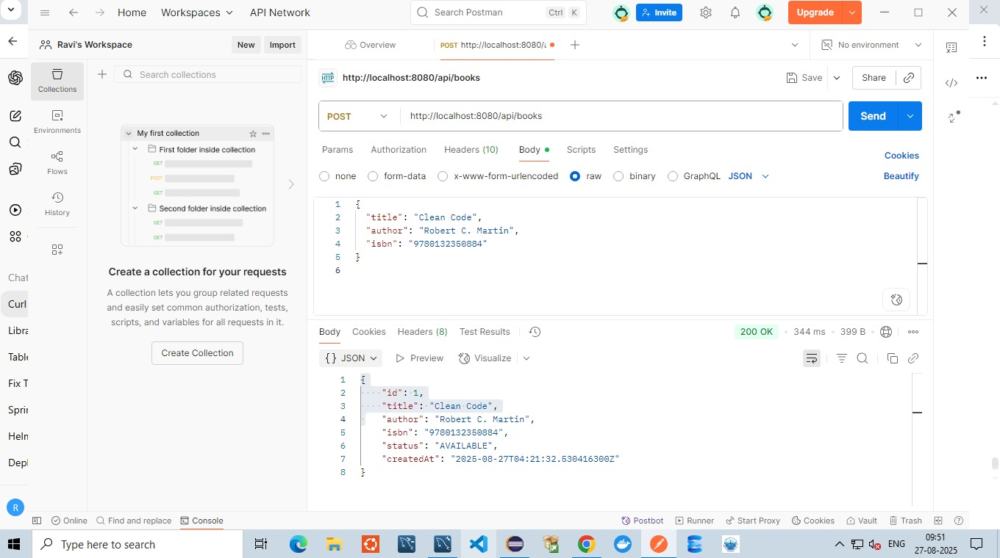 Home Workspaces API Network Search Postman Ctrl K Invite Upgrade
Ravi's Workspace New Import Overview POST http://localhost:8080/a No environment
Collections
Search collections
HTTP http://localhost:8080/api/books Save Share
Environments
Flows
History
My first collection
First folder inside collection
GET
POST
GET
Second folder inside collection
GET
GET
Create a collection for your requests
A collection lets you group related requests
and easily set common authorization, tests,
scripts, and variables for all requests in it.
Create Collection
POST http://localhost:8080/api/books Send
Params Authorization Headers (10) Body Scripts Settings Cookies
none form-data x-www-form-urlencoded raw binary GraphQL JSON Beautify
1 {
2 "title": "Clean Code",
3 "author": "Robert C. Martin",
4 "isbn": "9780132350884"
5 }
6
Body Cookies Headers (8) Test Results 200 OK 344 ms 399 B
{} JSON Preview Visualize
1 {
2 "id": 1,
3 "title": "Clean Code",
4 "author": "Robert C. Martin",
5 "isbn": "9780132350884",
6 "status": "AVAILABLE",
7 "createdAt": "2025-08-27T04:21:32.530416300Z"
8 }
Chat
Curl
Libra
Table
Fix T
Sprin
Helm
Depl
R
Online Find and replace Console Postbot Runner Start Proxy Cookies Vault Trash
Type here to search ENG 09:51
27-08-2025